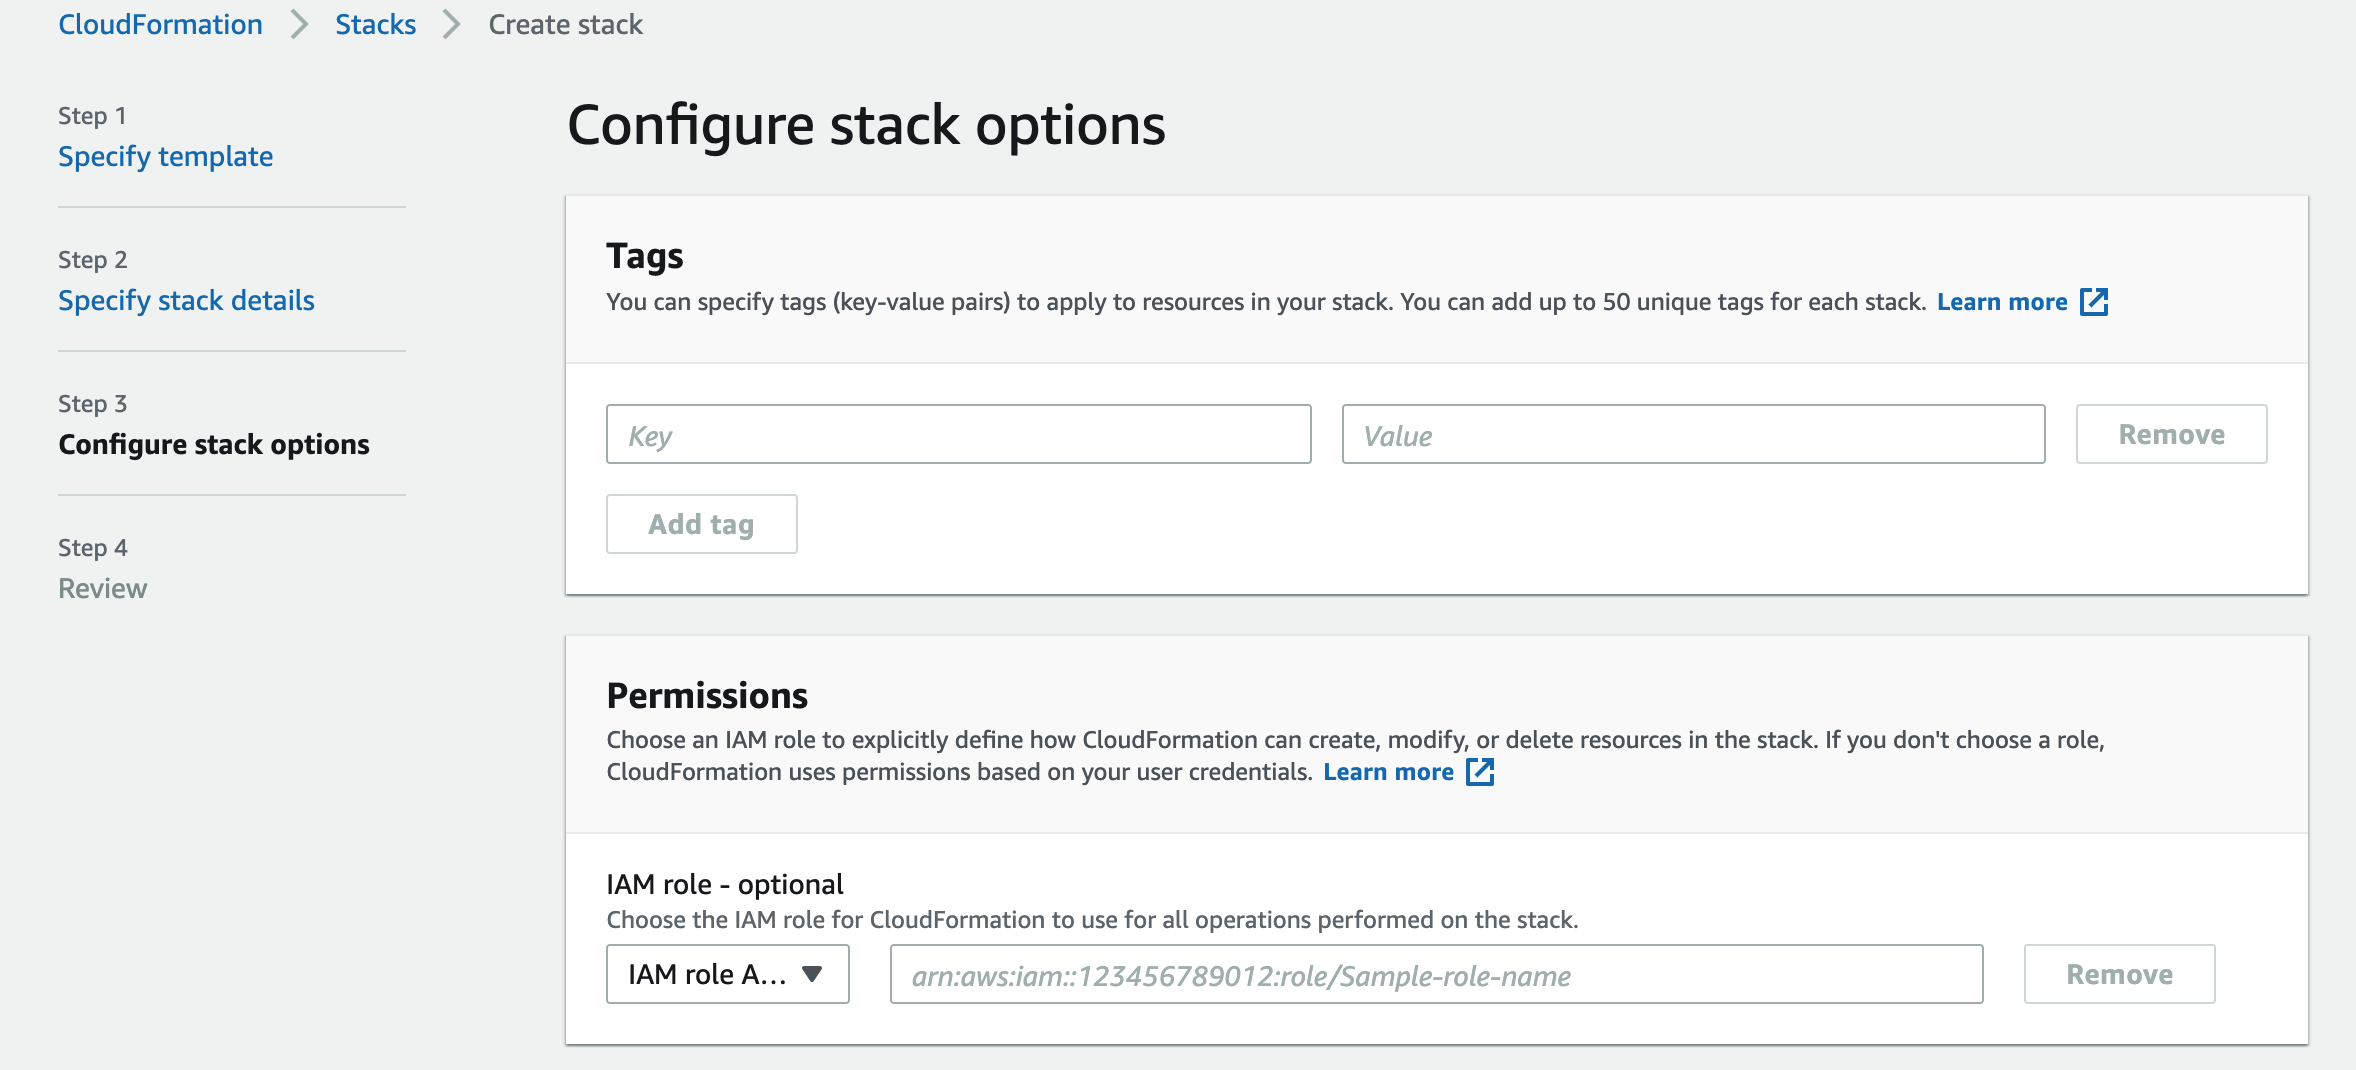 CloudFormation > Stacks > Create stack
Step 1
Specify template
Step 2
Specify stack details
Step 3
Configure stack options
Step 4
Review
Configure stack options
Tags
You can specify tags (key-value pairs) to apply to resources in your stack. You can add up to 50 unique tags for each stack. Learn more
Key Value Remove
Add tag
Permissions
Choose an IAM role to explicitly define how CloudFormation can create, modify, or delete resources in the stack. If you don't choose a role,
CloudFormation uses permissions based on your user credentials. Learn more
IAM role - optional
Choose the IAM role for CloudFormation to use for all operations performed on the stack.
IAM role A... arn:aws:iam::123456789012:role/Sample-role-name Remove